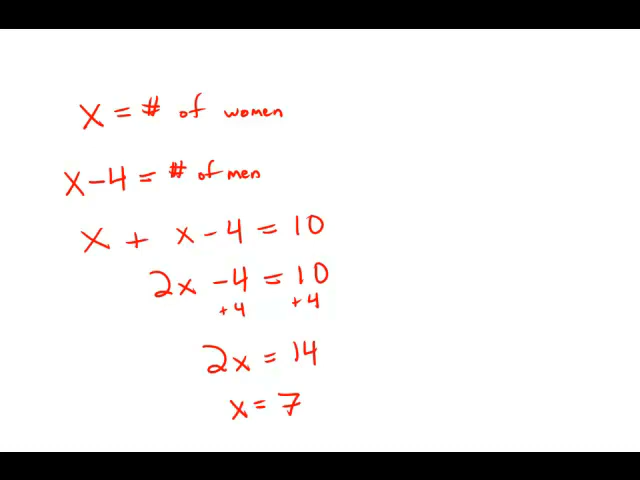 x = # of women
x - 4 = # of men
x + x - 4 = 10
2x - 4 = 10
+4 +4
2x = 14
x = 7